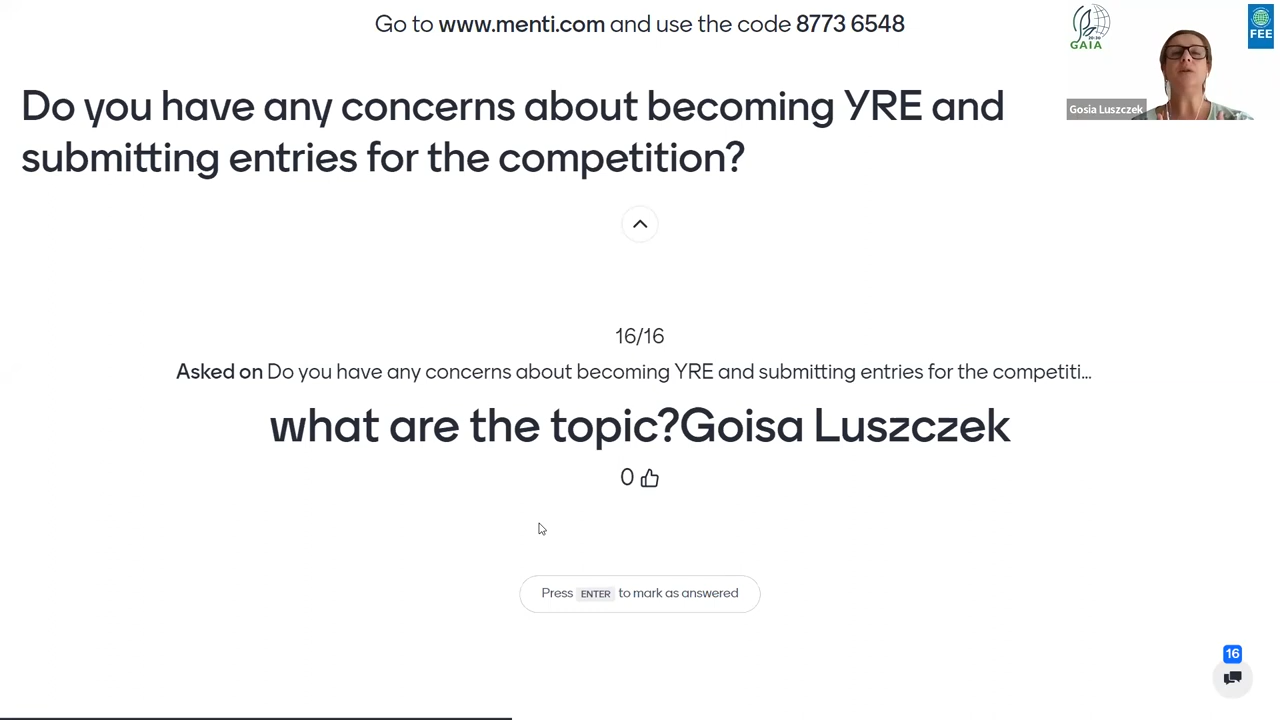 Go to www.menti.com and use the code 8773 6548
GAIA
20:30
FEE
Gosia Luszczek
Do you have any concerns about becoming YRE and
submitting entries for the competition?
16/16
Asked on Do you have any concerns about becoming YRE and submitting entries for the competiti...
what are the topic?Goisa Luszczek
0
Press ENTER to mark as answered
16